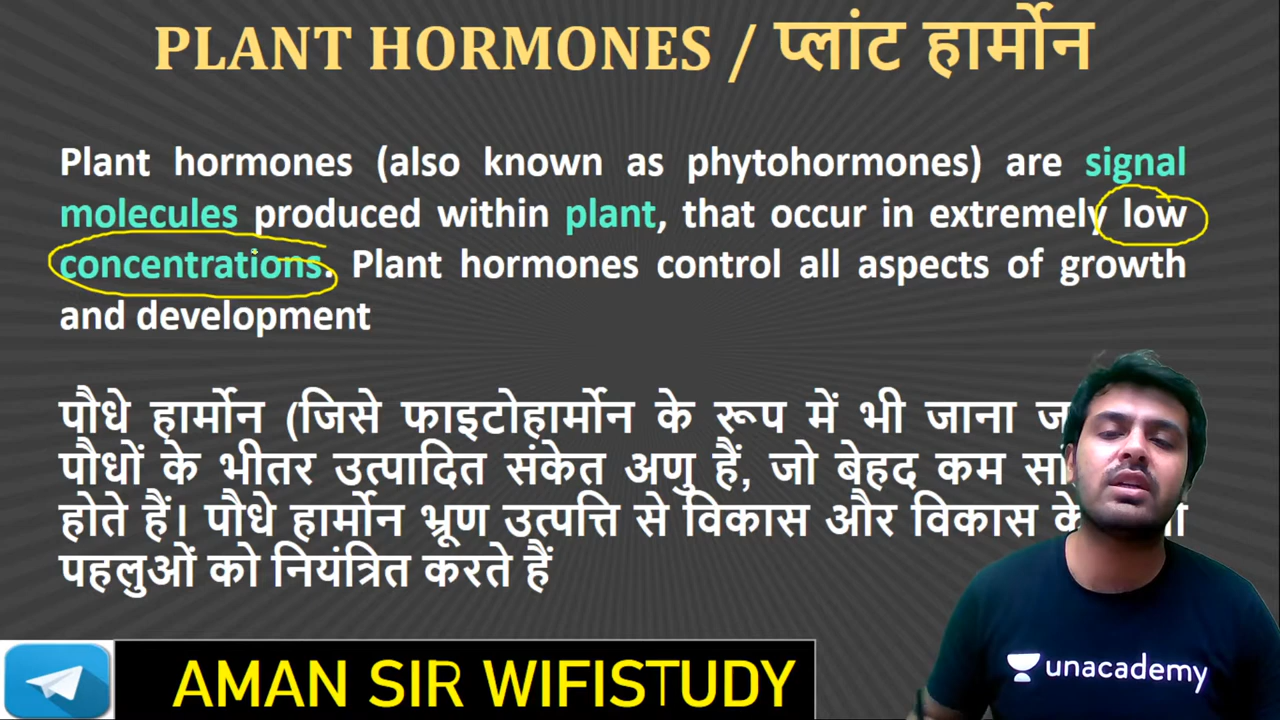 PLANT HORMONES / प्लांट हार्मोन
Plant hormones (also known as phytohormones) are signal
molecules produced within plant, that occur in extremely low
concentrations. Plant hormones control all aspects of growth
and development
पौधे हार्मोन (जिसे फाइटोहार्मोन के रूप में भी जाना
पौधों के भीतर उत्पादित संकेत अणु हैं, जो बेहद कम
होते हैं। पौधे हार्मोन भ्रूण उत्पत्ति से विकास और विकास के
पहलुओं को नियंत्रित करते हैं
unacademy
AMAN SIR WIFISTUDY